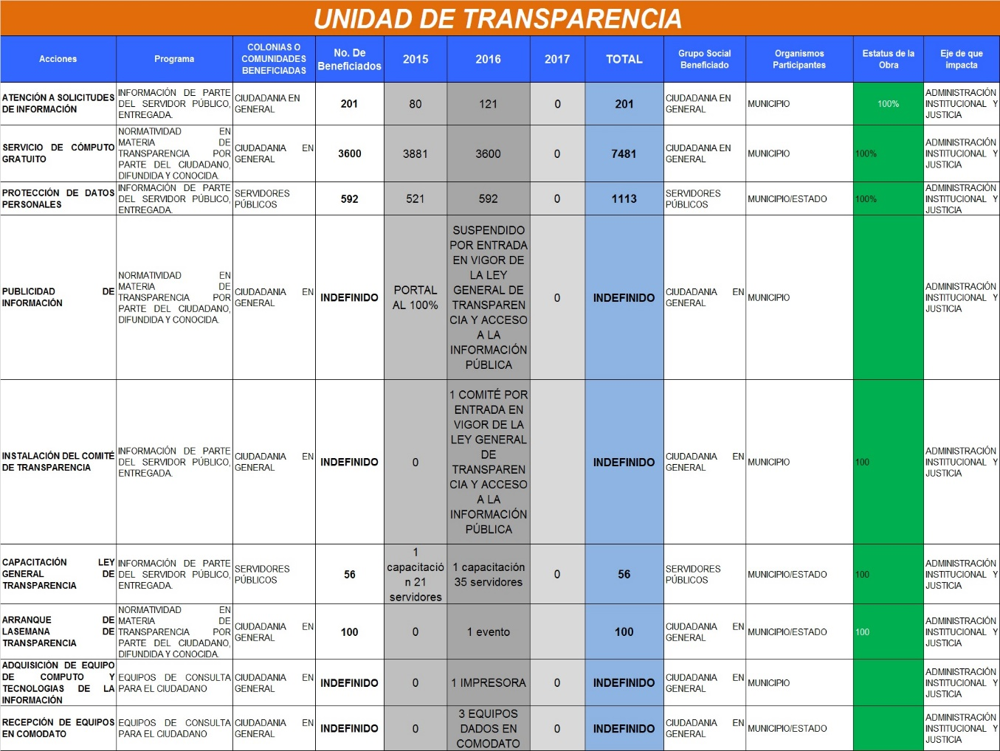 UNIDAD DE TRANSPARENCIA
Acciones
Programa
COLONIAS O
COMUNIDADES
BENEFICIADAS
No. De
Beneficiados
2015
2016
2017
TOTAL
Grupo Social
Beneficiado
Organismos
Participantes
Estatus de la
Obra
Eje de que
impacta
ATENCIÓN A SOLICITUDES
DE INFORMACIÓN
INFORMACIÓN DE PARTE
DEL SERVIDOR PÚBLICO,
ENTREGADA.
CIUDADANIA EN
GENERAL
201
80
121
0
201
CIUDADANIA EN
GENERAL
MUNICIPIO
100%
ADMINISTRACIÓN
INSTITUCIONAL Y
JUSTICIA
SERVICIO DE CÓMPUTO
GRATUITO
NORMATIVIDAD EN
MATERIA DE
TRANSPARENCIA POR
PARTE DEL CIUDADANO,
DIFUNDIDA Y CONOCIDA.
CIUDADANIA EN
GENERAL
3600
3881
3600
0
7481
CIUDADANIA EN
GENERAL
MUNICIPIO
100%
ADMINISTRACIÓN
INSTITUCIONAL Y
JUSTICIA
PROTECCIÓN DE DATOS
PERSONALES
INFORMACIÓN DE PARTE
DEL SERVIDOR PÚBLICO,
ENTREGADA.
SERVIDORES
PÚBLICOS
592
521
592
0
1113
SERVIDORES
PÚBLICOS
MUNICIPIO/ESTADO
100%
ADMINISTRACIÓN
INSTITUCIONAL Y
JUSTICIA
PUBLICIDAD DE
INFORMACIÓN
NORMATIVIDAD EN
MATERIA DE
TRANSPARENCIA POR
PARTE DEL CIUDADANO,
DIFUNDIDA Y CONOCIDA.
CIUDADANIA EN
GENERAL
INDEFINIDO
PORTAL
AL 100%
SUSPENDIDO
POR ENTRADA
EN VIGOR DE
LA LEY
GENERAL DE
TRANSPAREN
CIA Y ACCESO
A LA
INFORMACIÓN
PÚBLICA
0
INDEFINIDO
CIUDADANIA EN
GENERAL
MUNICIPIO
ADMINISTRACIÓN
INSTITUCIONAL Y
JUSTICIA
INSTALACIÓN DEL COMITÉ
DE TRANSPARENCIA
INFORMACIÓN DE PARTE
DEL SERVIDOR PÚBLICO,
ENTREGADA.
CIUDADANIA EN
GENERAL
INDEFINIDO
0
1 COMITÉ POR
ENTRADA EN
VIGOR DE LA
LEY GENERAL
DE
TRANSPAREN
CIA Y ACCESO
A LA
INFORMACIÓN
PÚBLICA
INDEFINIDO
CIUDADANIA EN
GENERAL
MUNICIPIO
100
ADMINISTRACIÓN
INSTITUCIONAL Y
JUSTICIA
CAPACITACIÓN LEY
GENERAL DE
TRANSPARENCIA
INFORMACIÓN DE PARTE
DEL SERVIDOR PÚBLICO,
ENTREGADA.
SERVIDORES
PÚBLICOS
56
1
capacitació
n 21
servidores
1 capacitación
35 servidores
0
56
SERVIDORES
PÚBLICOS
MUNICIPIO/ESTADO
100
ADMINISTRACIÓN
INSTITUCIONAL Y
JUSTICIA
ARRANQUE DE
LASEMANA DE
TRANSPARENCIA
NORMATIVIDAD EN
MATERIA DE
TRANSPARENCIA POR
PARTE DEL CIUDADANO,
DIFUNDIDA Y CONOCIDA.
CIUDADANIA EN
GENERAL
100
0
1 evento
100
CIUDADANIA EN
GENERAL
MUNICIPIO/ESTADO
100
ADMINISTRACIÓN
INSTITUCIONAL Y
JUSTICIA
ADQUISICIÓN DE EQUIPO
DE COMPUTO Y
TECNOLOGIAS DE LA
INFORMACIÓN
EQUIPOS DE CONSULTA
PARA EL CIUDADANO
CIUDADANIA EN
GENERAL
INDEFINIDO
0
1 IMPRESORA
0
INDEFINIDO
CIUDADANIA EN
GENERAL
MUNICIPIO
ADMINISTRACIÓN
INSTITUCIONAL Y
JUSTICIA
RECEPCIÓN DE EQUIPOS
EN COMODATO
EQUIPOS DE CONSULTA
PARA EL CIUDADANO
CIUDADANIA EN
GENERAL
INDEFINIDO
0
3 EQUIPOS
DADOS EN
COMODATO
0
INDEFINIDO
CIUDADANIA EN
GENERAL
MUNICIPIO/ESTADO
ADMINISTRACIÓN
INSTITUCIONAL Y
JUSTICIA